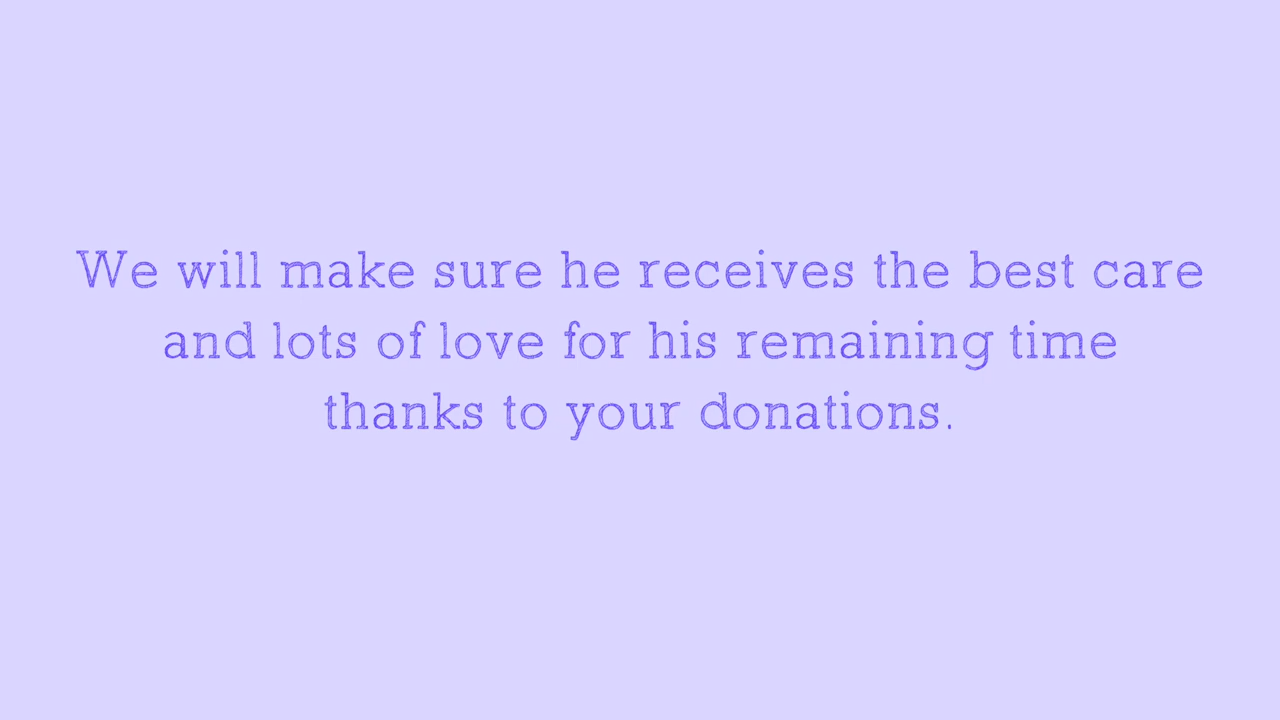 We will make sure he receives the best care
and lots of love for his remaining time
thanks to your donations.